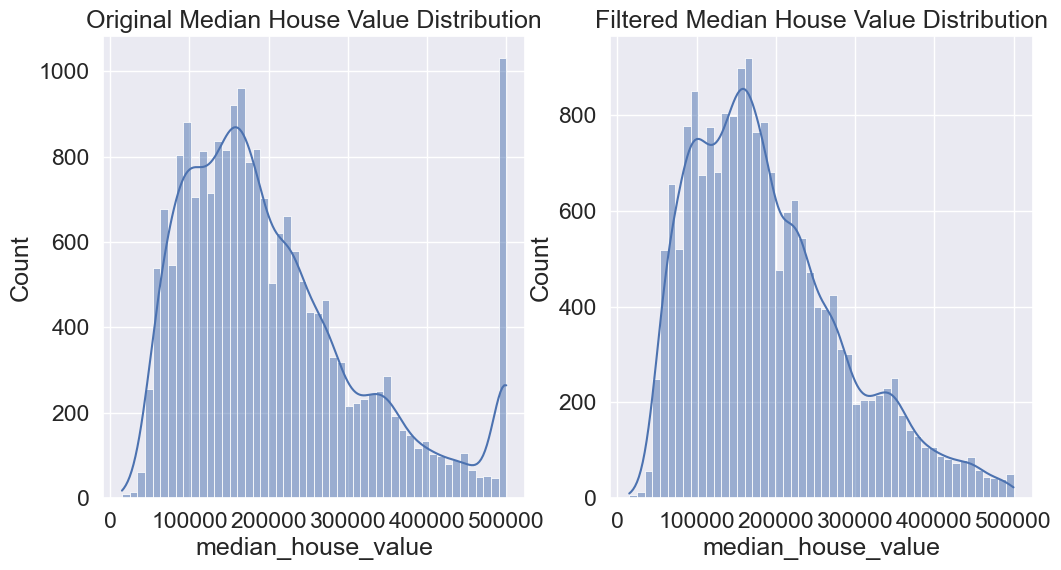 Original Median House Value Distribution
1000
800
600
400
200
0
Count
0 100000 200000 300000 400000 500000
median_house_value
Filtered Median House Value Distribution
800
600
400
200
0
Count
0 100000 200000 300000 400000 500000
median_house_value